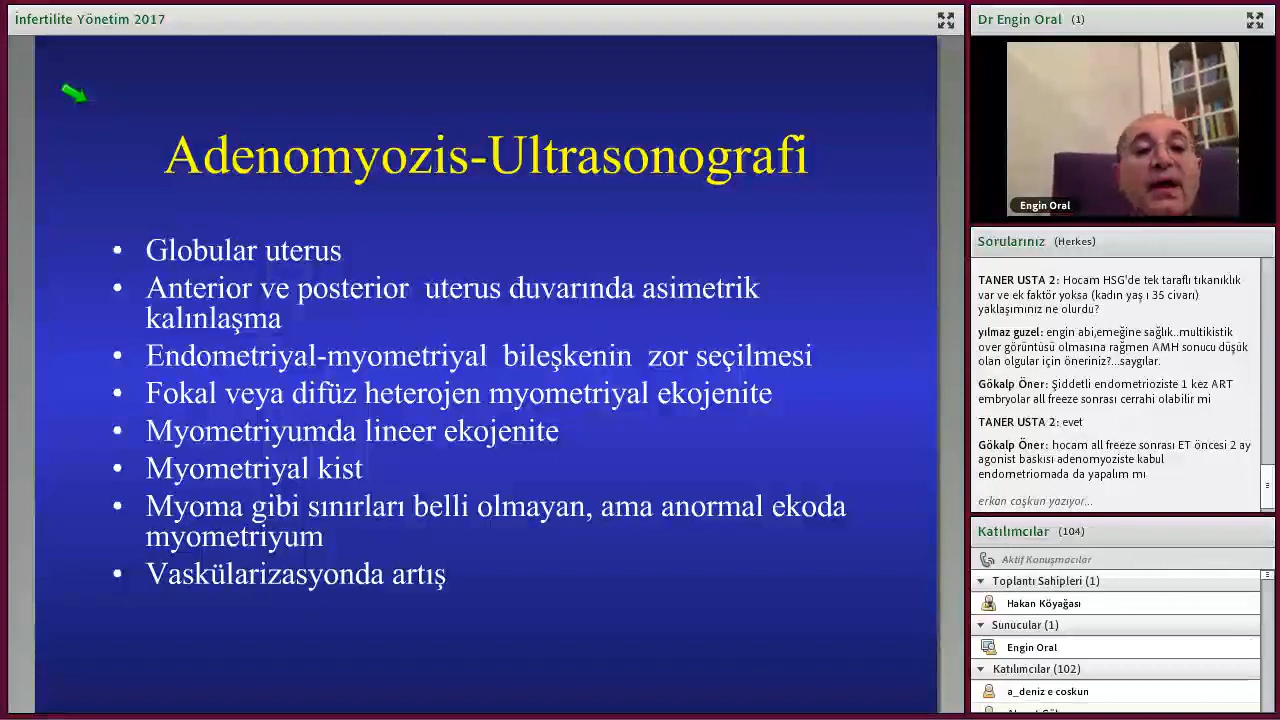 İnfertilite Yönetim 2017
Adenomyozis-Ultrasonografi
• Globular uterus
• Anterior ve posterior uterus duvarında asimetrik
kalınlaşma
• Endometriyal-myometriyal bileşkenin zor seçilmesi
• Fokal veya difüz heterojen myometriyal ekojenite
• Myometriyumda lineer ekojenite
• Myometriyal kist
• Myoma gibi sınırları belli olmayan, ama anormal ekoda
myometriyum
• Vaskülarizasyonda artış
Dr Engin Oral (1)
Engin Oral
Sorularınız (Herkes)
TANER USTA 2: Hocam HSG'de tek taraflı tıkanıklık
var ve ek faktör yoksa (kadın yaş ı 35 civarı)
yaklaşımınız ne olurdu?
yılmaz guzel: engin abi,emeğine sağlık..multikistik
over görüntüsü olmasına rağmen AMH sonucu düşük
olan olgular için öneriniz?...saygılar.
Gökalp Öner: Şiddetli endometrioziste 1 kez ART
embryolar all freeze sonrası cerrahi olabilir mi
TANER USTA 2: evet
Gökalp Öner: hocam all freeze sonrası ET öncesi 2 ay
agonist baskısı adenomyoziste kabul
endometriomada da yapalım mı
erkan coşkun yazıyor...
Katılımcılar (104)
Aktif Konuşmacılar
Toplantı Sahipleri (1)
Hakan Köyağası
Sunucular (1)
Engin Oral
Katılımcılar (102)
a_deniz e coskun